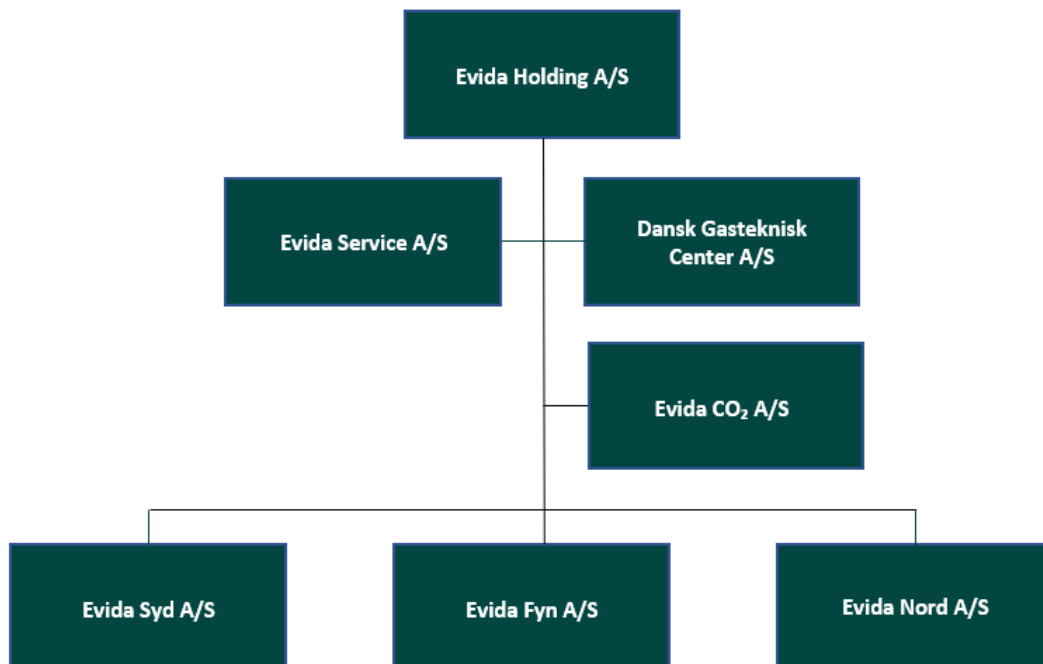 Evida Holding A/S
Evida Service A/S
Dansk Gasteknisk
Center A/S
Evida CO₂ A/S
Evida Syd A/S
Evida Fyn A/S
Evida Nord A/S